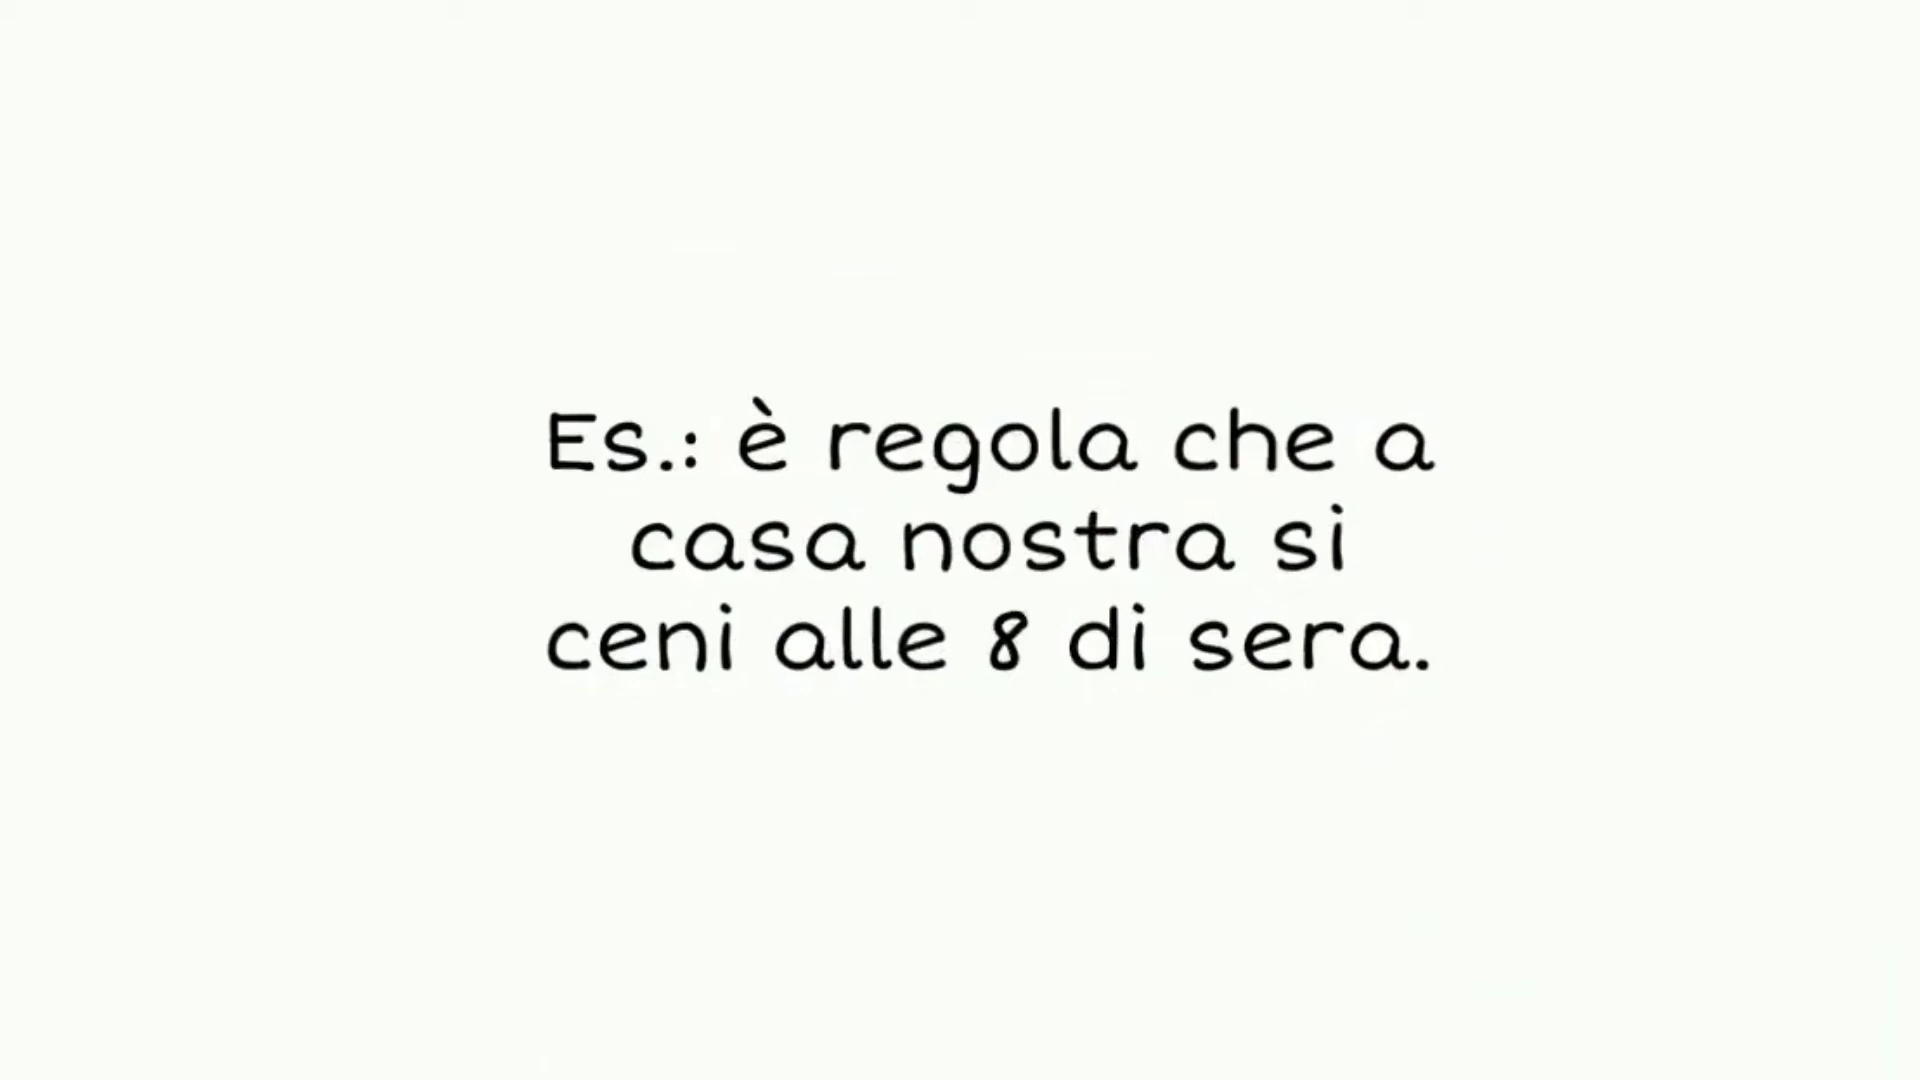 Es.: è regola che a
casa nostra si
ceni alle 8 di sera.